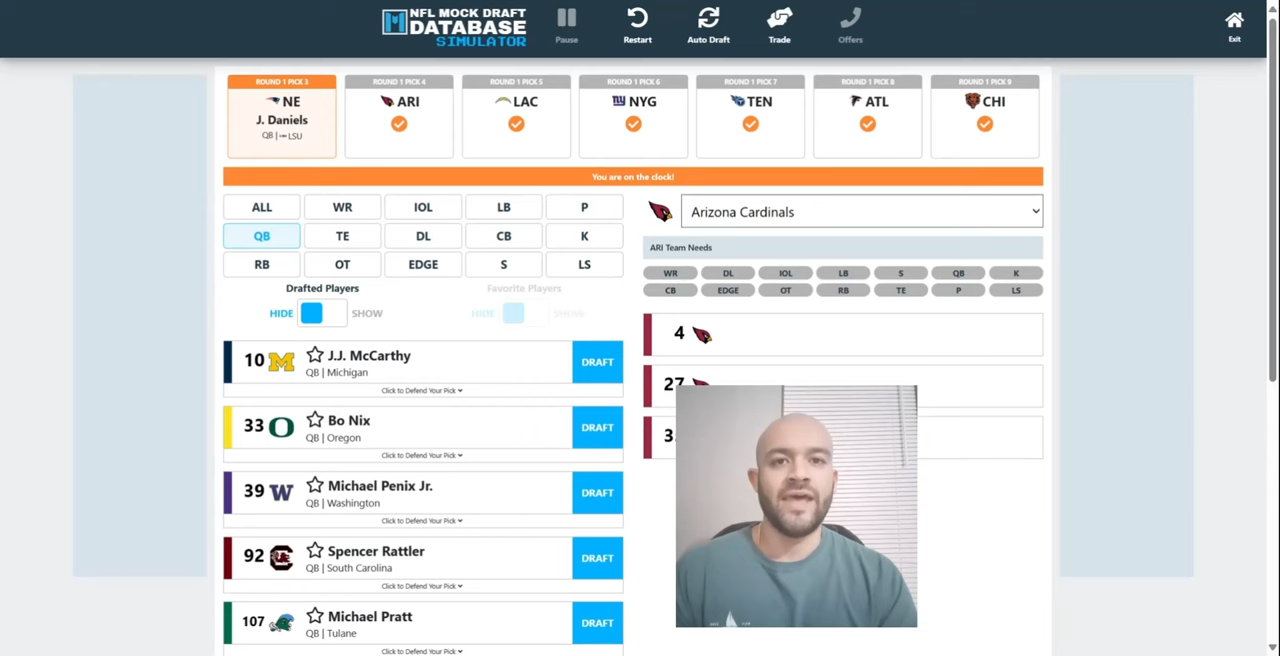 NFL MOCK DRAFT
DATABASE
SIMULATOR
Pause
Restart
Auto Draft
Trade
Offers
Exit
ROUND 1 PICK 3
NE
J. Daniels
QB | LSU
ROUND 1 PICK 4
ARI
ROUND 1 PICK 5
LAC
ROUND 1 PICK 6
NYG
ROUND 1 PICK 7
TEN
ROUND 1 PICK 8
ATL
ROUND 1 PICK 9
CHI
You are on the clock!
ALL WR IOL LB P
QB TE DL CB K
RB OT EDGE S LS
Drafted Players
HIDE SHOW
Favorite Players
HIDE SHOW
10 J.J. McCarthy
QB | Michigan
DRAFT
Click to Defend Your Pick
33 Bo Nix
QB | Oregon
DRAFT
Click to Defend Your Pick
39 Michael Penix Jr.
QB | Washington
DRAFT
Click to Defend Your Pick
92 Spencer Rattler
QB | South Carolina
DRAFT
Click to Defend Your Pick
107 Michael Pratt
QB | Tulane
DRAFT
Click to Defend Your Pick
Arizona Cardinals
ARI Team Needs
WR DL IOL LB S QB K
CB EDGE OT RB TE P LS
4
27